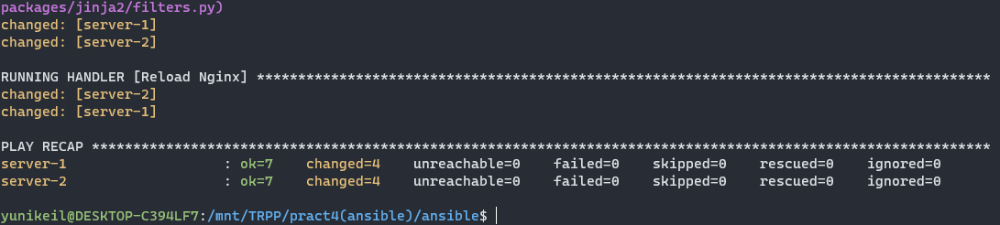 packages/jinja2/filters.py)
changed: [server-1]
changed: [server-2]
RUNNING HANDLER [Reload Nginx] *****************************************************************************************
changed: [server-2]
changed: [server-1]
PLAY RECAP *************************************************************************************************************
server-1                   : ok=7    changed=4    unreachable=0    failed=0    skipped=0    rescued=0    ignored=0
server-2                   : ok=7    changed=4    unreachable=0    failed=0    skipped=0    rescued=0    ignored=0
yunikeil@DESKTOP-C394LF7:/mnt/TRPP/pract4(ansible)/ansible$